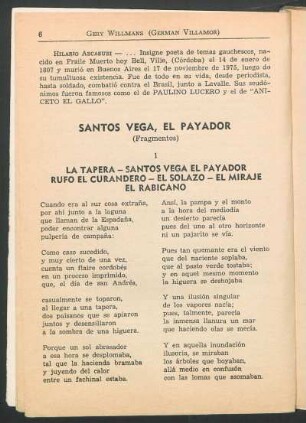 6
GERY WILLMANS (GERMAN VILLAMOR)
HILARIO ASCASUBI — ... Insigne poeta de temas gauchescos, na-
cido en Fraile Muerto hoy Bell, Ville, (Córdoba) el 14 de enero de
1807 y murió en Buenos Aires el 17 de noviembre de 1875, luego de
su tumultuosa existencia. Fue de todo en su vida, desde periodista,
hasta soldado, combatió contra el Brasil, junto a Lavalle. Sus seudó-
nimos fueron famosos como el de PAULINO LUCERO y el de "ANI-
CETO EL GALLO".
SANTOS VEGA, EL PAYADOR
(Fragmentos)
1
LA TAPERA — SANTOS VEGA EL PAYADOR
RUFO EL CURANDERO — EL SOLAZO — EL MIRAJE
EL RABICANO
Cuando era al sur cosa extraña,
por ahí junto a la laguna
que llaman de la Espadaña,
poder encontrar alguna
pulpería de campaña:
Como caso sucedido,
y muy cierto de una vez,
cuenta un flaire cordobés
en un proceso imprimido,
que, el día de san Andrés,
casualmente se toparon,
al llegar a una tapera,
dos paisanos que se apiaron
juntos y desensillaron
a la sombra de una higuera.
Porque un sol abrasador
a esa hora se desplomaba,
tal que la hacienda bramaba
y juyendo del calor
entre un fachinal estaba.
Ansí, la pampa y el monte
a la hora del mediodía
un desierto parecía
pues del uno al otro horizonte
ni un pajarito se vía.
Pues tan quemante era el viento
que del naciente soplaba,
que al pasto verde tostaba;
y en aquel mesmo momento
la higuera se deshojaba
Y una ilusión singular
de los vapores nacía;
pues, talmente, parecía
la inmensa llanura un mar
que haciendo olas se mecía.
Y en aquella inundación
ilusoria, se miraban
los árboles que boyaban,
allá medio en confusión
con las lomas que asomaban.